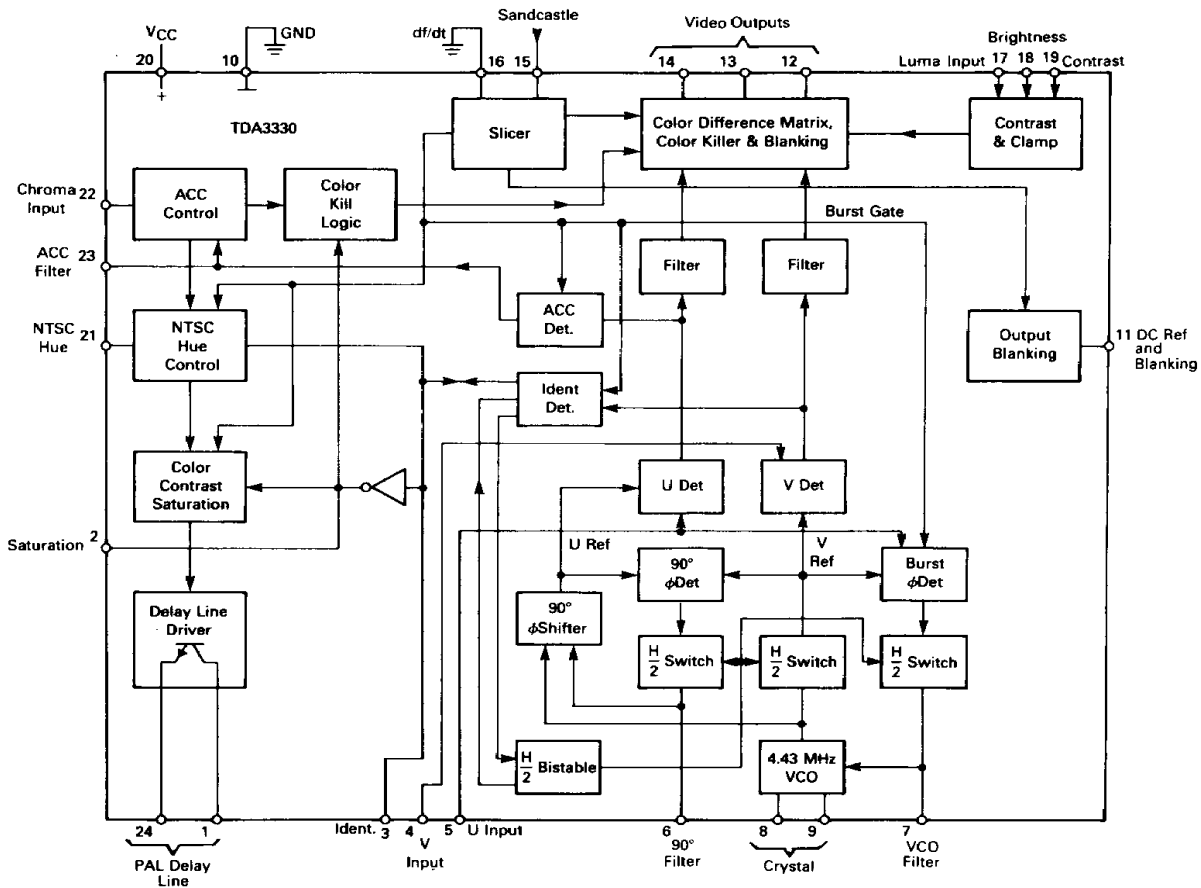 Sandcastle
Video Outputs
VCC
GND
df/dt
Brightness
20
10
16
15
14
13
12
Luma Input
17
18
19
Contrast
+
TDA3330
Slicer
Color Difference Matrix,
Color Killer & Blanking
Contrast
& Clamp
Chroma
Input
22
ACC
Control
Color
Kill
Logic
Burst Gate
ACC
Filter
23
Filter
Filter
ACC
Det.
NTSC
Hue
21
NTSC
Hue
Control
Output
Blanking
11 DC Ref
and
Blanking
Ident
Det.
Color
Contrast
Saturation
U Det
V Det
Saturation 2
U Ref
V
Ref
90°
ϕDet
Burst
ϕDet
Delay Line
Driver
90°
ϕShifter
H/2 Switch
H/2 Switch
H/2 Switch
H/2 Bistable
4.43 MHz
VCO
24
1
Ident.
3
4
5
U Input
6
8
9
7
PAL Delay
Line
V
Input
90°
Filter
Crystal
VCO
Filter